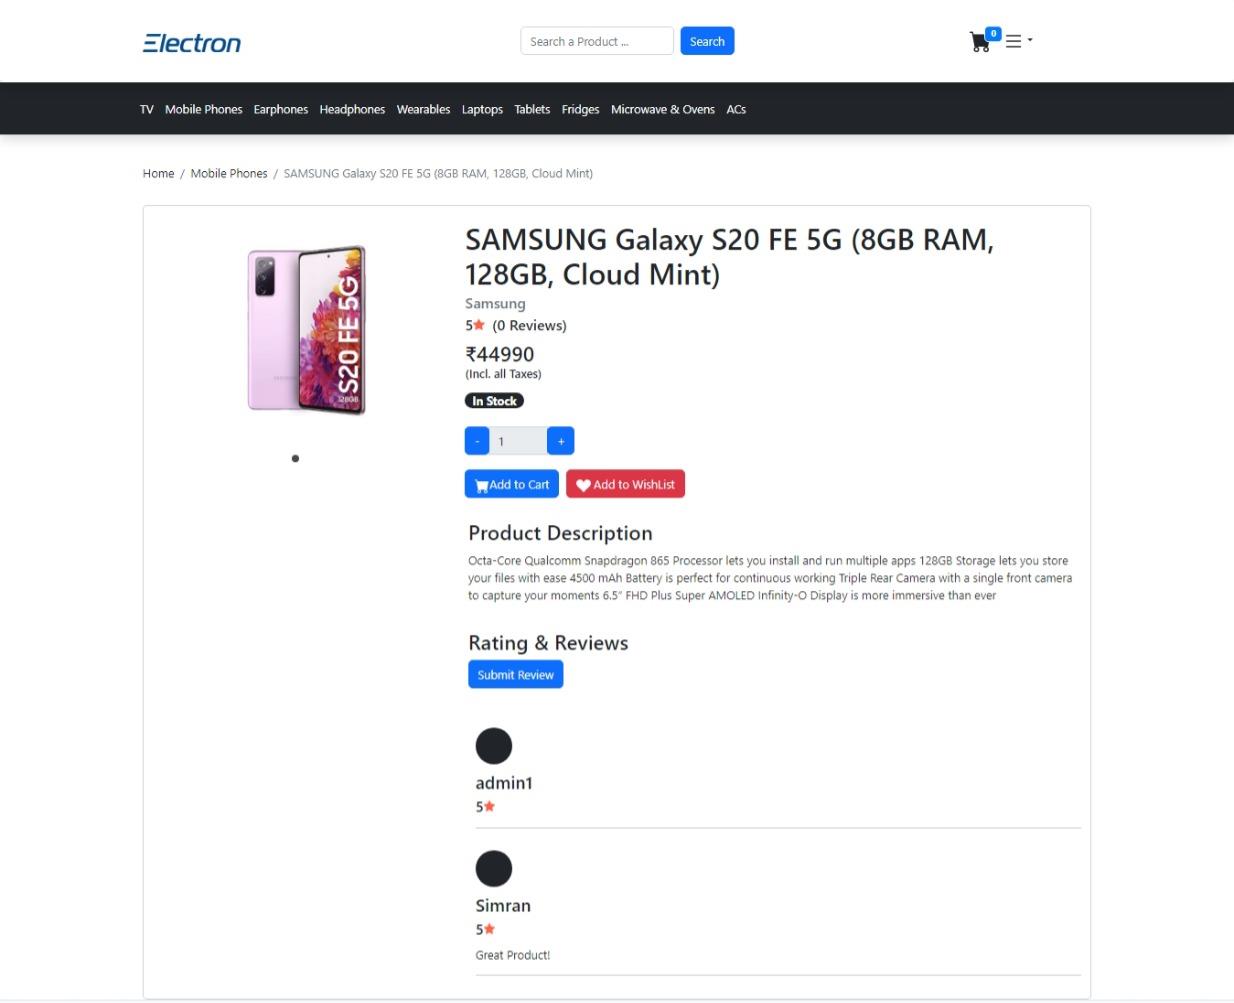 Electron
Search a Product ...
Search
0
TV Mobile Phones Earphones Headphones Wearables Laptops Tablets Fridges Microwave & Ovens ACs
Home / Mobile Phones / SAMSUNG Galaxy S20 FE 5G (8GB RAM, 128GB, Cloud Mint)
S20 FE 5G
128GB
SAMSUNG Galaxy S20 FE 5G (8GB RAM,
128GB, Cloud Mint)
Samsung
5 (0 Reviews)
₹44990
(Incl. all Taxes)
In Stock
- 1 +
Add to Cart
Add to WishList
Product Description
Octa-Core Qualcomm Snapdragon 865 Processor lets you install and run multiple apps 128GB Storage lets you store
your files with ease 4500 mAh Battery is perfect for continuous working Triple Rear Camera with a single front camera
to capture your moments 6.5" FHD Plus Super AMOLED Infinity-O Display is more immersive than ever
Rating & Reviews
Submit Review
admin1
5
Simran
5
Great Product!